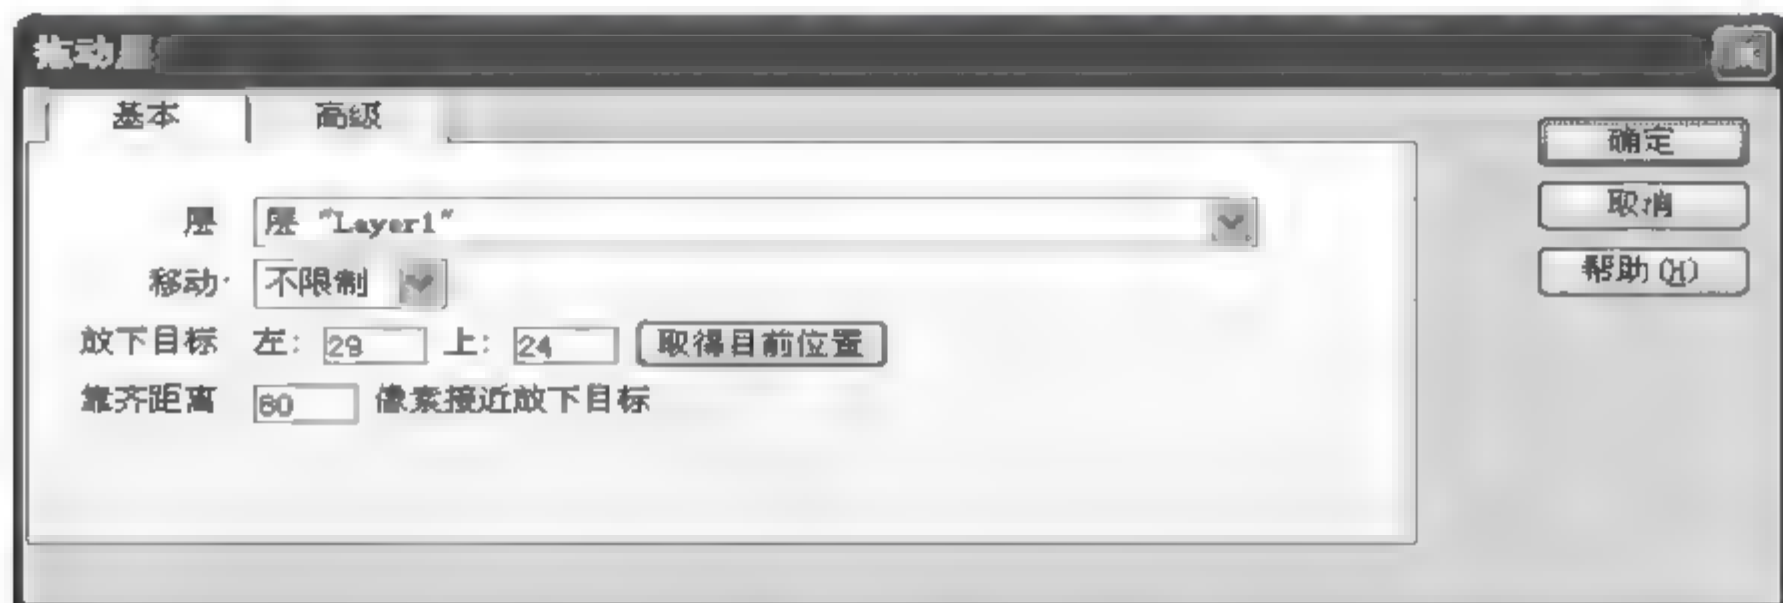 拖动层
基本 高级
确定
层 层 "Layer1"
取消
移动: 不限制
帮助(H)
放下目标 左: 29 上: 24 取得目前位置
靠齐距离 60 像素接近放下目标